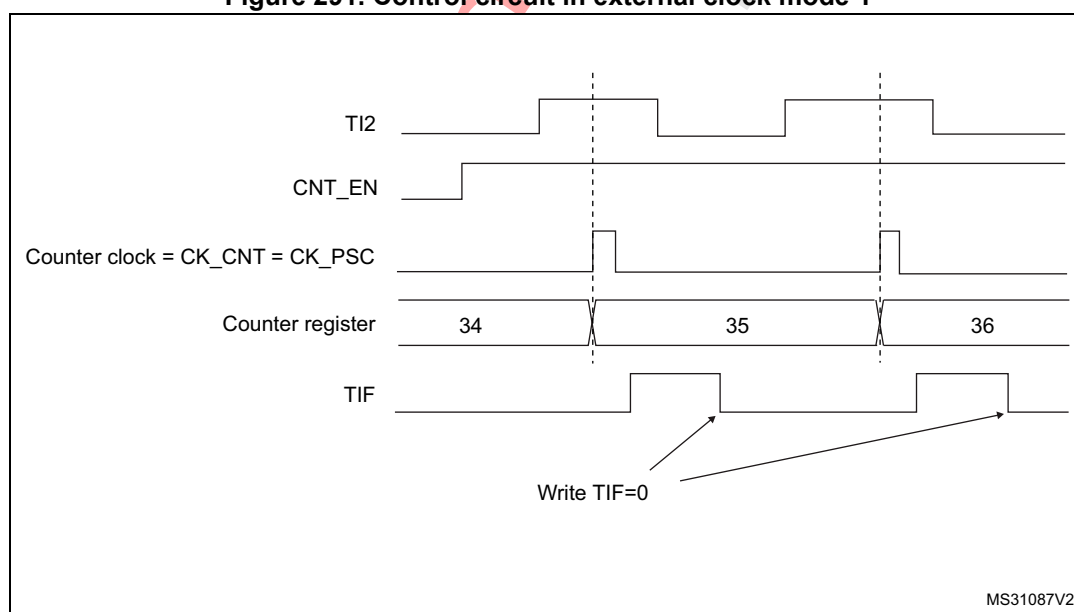 Figure 291. Control circuit in external clock mode 1
TI2
CNT_EN
Counter clock = CK_CNT = CK_PSC
Counter register
34
35
36
TIF
Write TIF=0
MS31087V2